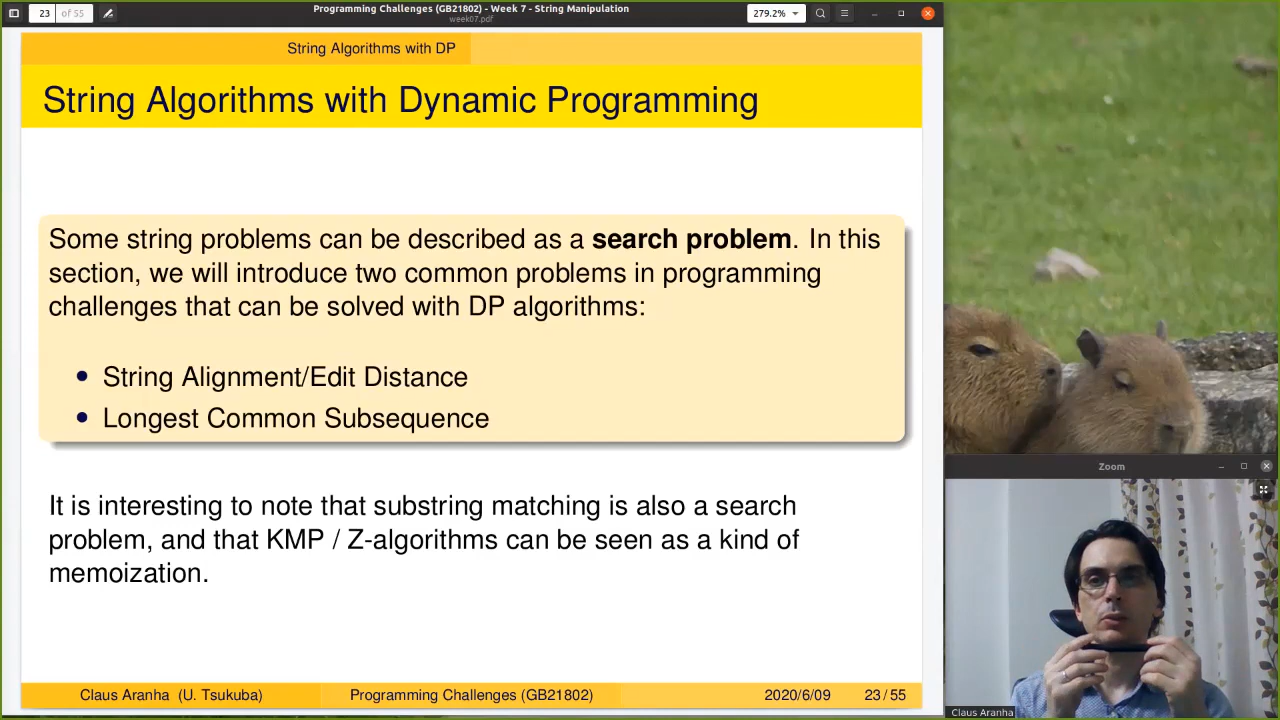 Programming Challenges (GB21802) - Week 7 - String Manipulation
week07.pdf
23 of 55
279.2%
String Algorithms with DP
String Algorithms with Dynamic Programming
Some string problems can be described as a search problem. In this
section, we will introduce two common problems in programming
challenges that can be solved with DP algorithms:
• String Alignment/Edit Distance
• Longest Common Subsequence
It is interesting to note that substring matching is also a search
problem, and that KMP / Z-algorithms can be seen as a kind of
memoization.
Claus Aranha (U. Tsukuba) Programming Challenges (GB21802) 2020/6/09 23 / 55
Zoom
Claus Aranha